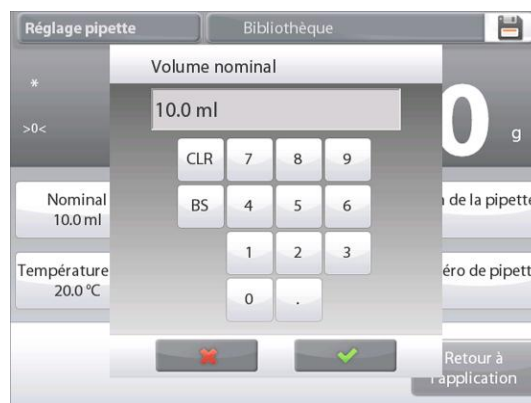 Réglage pipette
Bibliothèque
Volume nominal
10.0 ml
*
>0<
0 g
CLR 7 8 9
BS 4 5 6
1 2 3
0 .
Nominal
10.0 ml
de la pipette
Température
20.0 °C
de pipett
Retour à
l'application